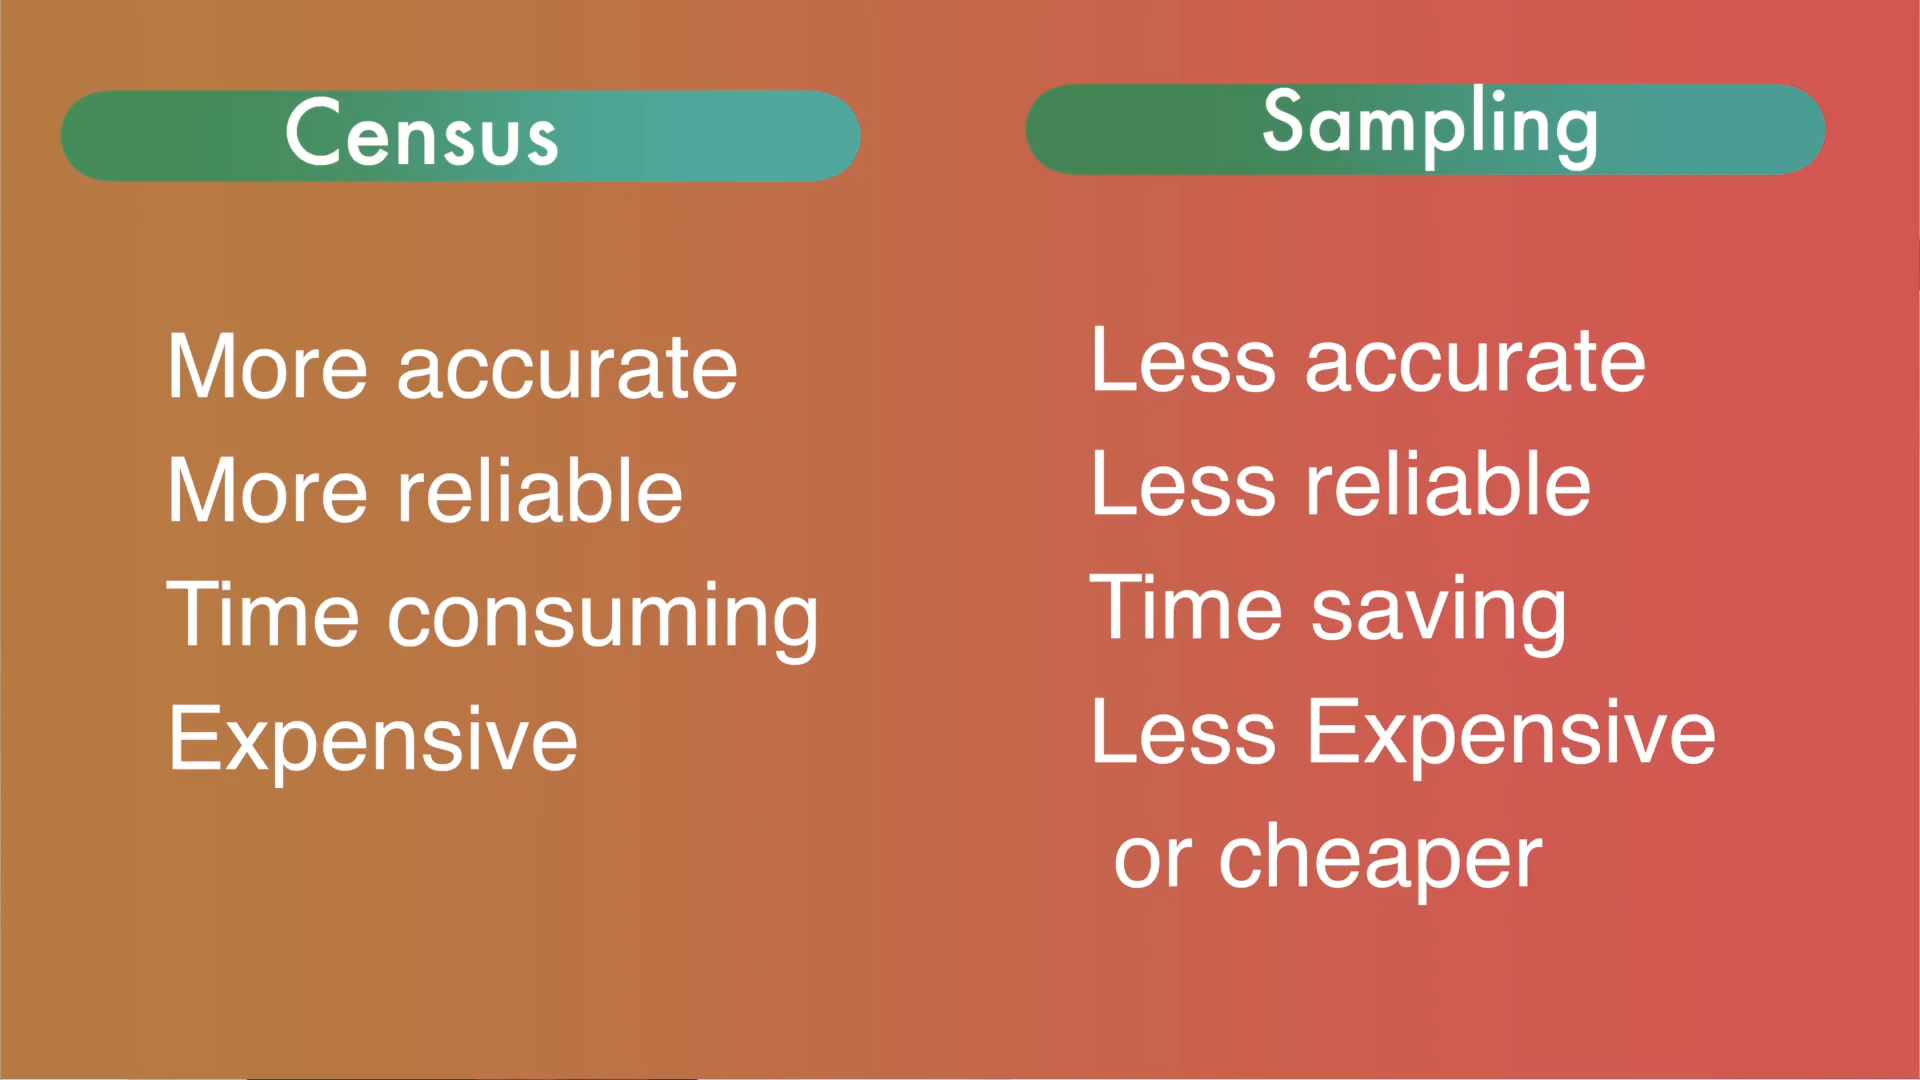 Census
More accurate
More reliable
Time consuming
Expensive
Sampling
Less accurate
Less reliable
Time saving
Less Expensive
or cheaper